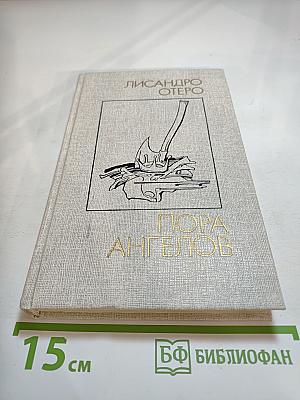 ЛИСАНДРО
ОТЕРО
ПОРА
АНГЕЛОВ
15 см
БФ БИБЛИОФАН